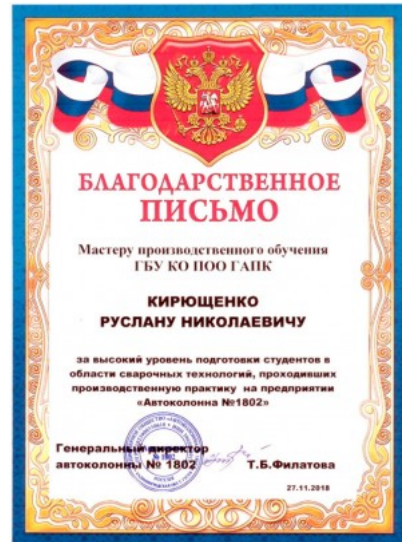 БЛАГОДАРСТВЕННОЕ
ПИСЬМО
Мастеру производственного обучения
ГБУ КО ПОО ГАПК
КИРЮЩЕНКО
РУСЛАНУ НИКОЛАЕВИЧУ
за высокий уровень подготовки студентов в
области сварочных технологий, проходивших
производственную практику на предприятии
«Автоколонна №1802»
Генеральный директор
автоколонны № 1802 Т.Б.Филатова
27.11.2018